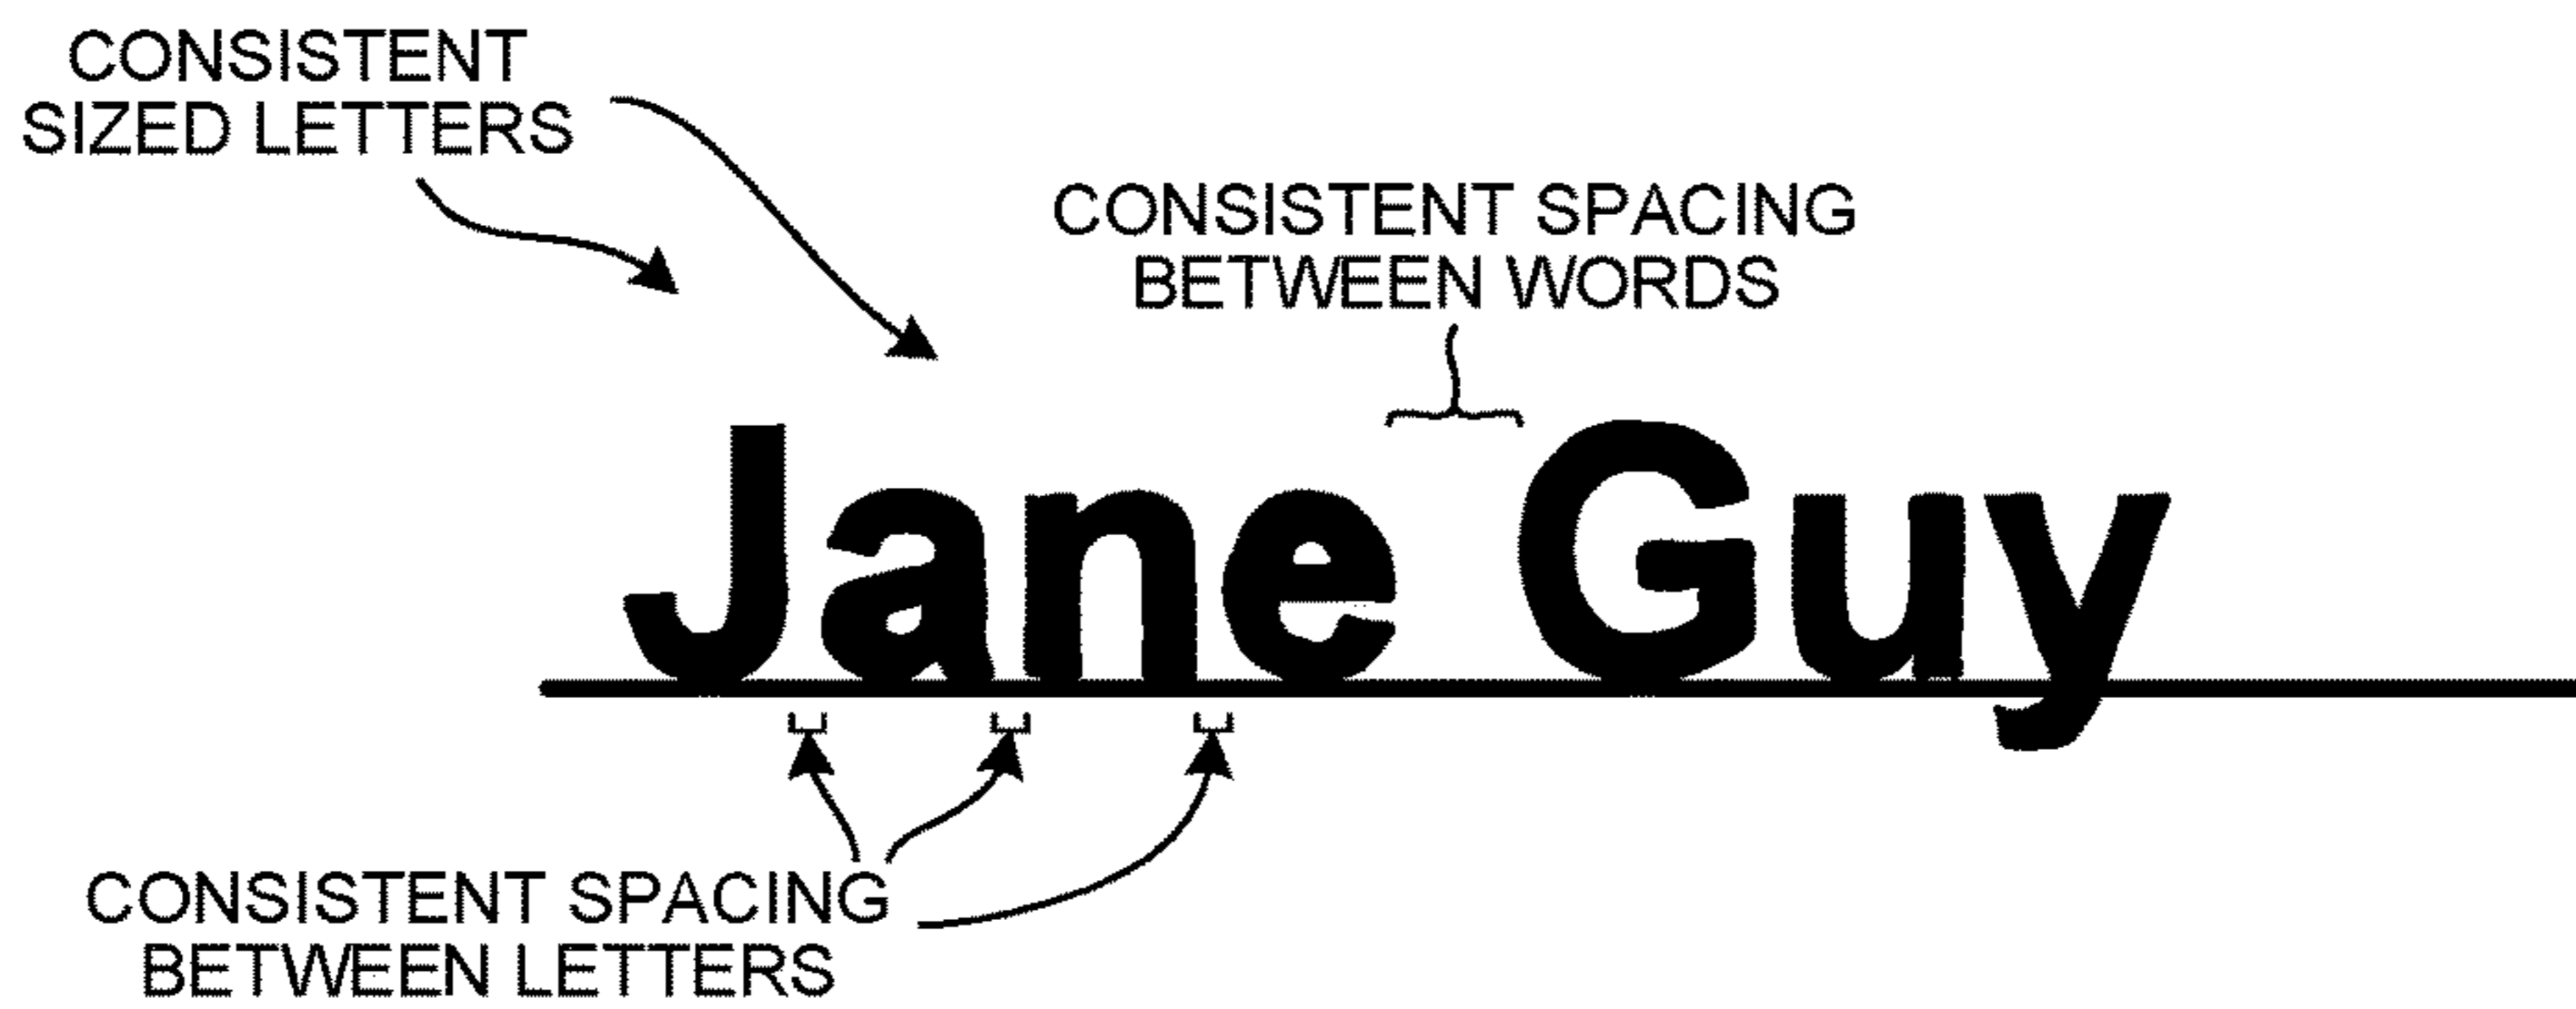 CONSISTENT
SIZED LETTERS
CONSISTENT SPACING
BETWEEN WORDS
Jane Guy
CONSISTENT SPACING
BETWEEN LETTERS